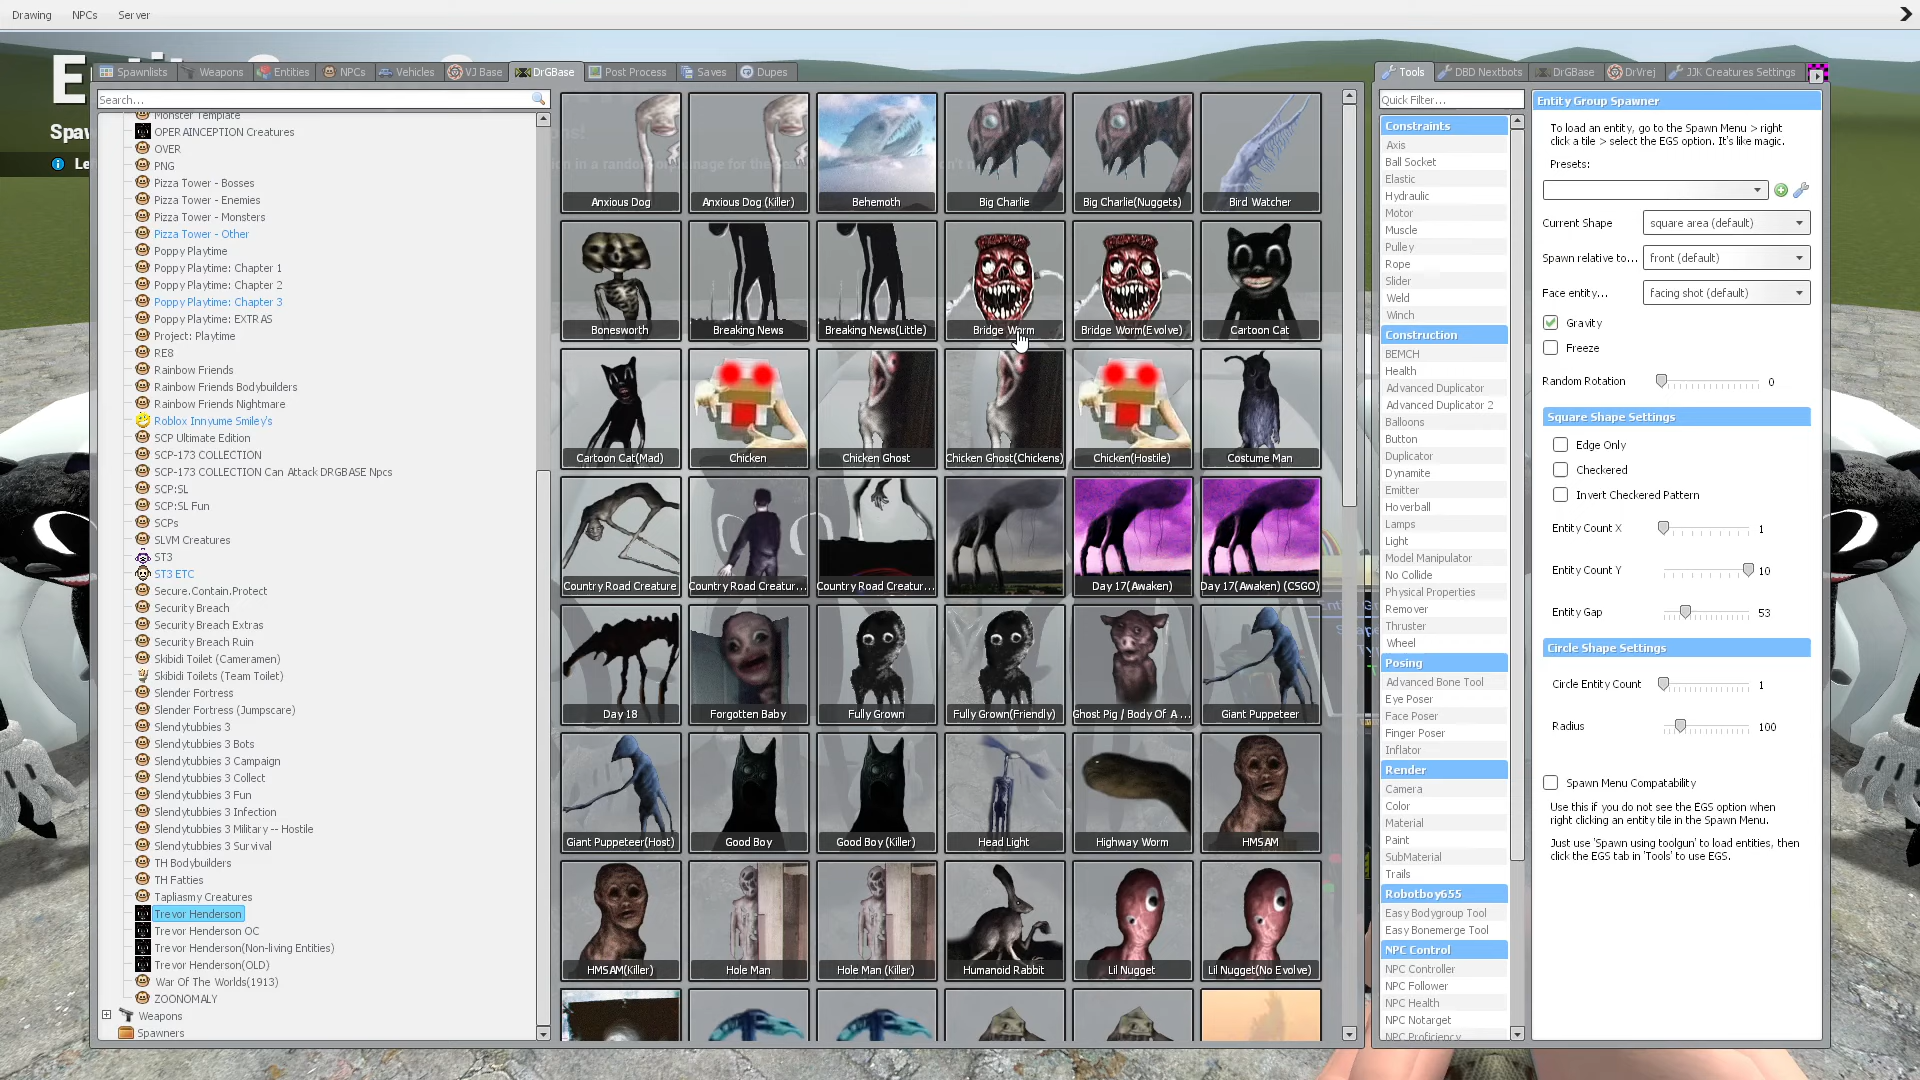 Drawing NPCs Server
Spawnlists Weapons Entities NPCs Vehicles VJ Base DrGBase Post Process Saves Dupes
Search...
Monster Template
OPERAINCEPTION Creatures
OVER
PNG
Pizza Tower - Bosses
Pizza Tower - Enemies
Pizza Tower - Monsters
Pizza Tower - Other
Poppy Playtime
Poppy Playtime: Chapter 1
Poppy Playtime: Chapter 2
Poppy Playtime: Chapter 3
Poppy Playtime: EXTRAS
Project: Playtime
RE8
Rainbow Friends
Rainbow Friends Bodybuilders
Rainbow Friends Nightmare
Roblox Innyume Smiley's
SCP Ultimate Edition
SCP-173 COLLECTION
SCP-173 COLLECTION Can Attack DRGBASE Npcs
SCP:SL
SCP:SL Fun
SCPs
SLVM Creatures
ST3
ST3 ETC
Secure.Contain.Protect
Security Breach
Security Breach Extras
Security Breach Ruin
Skibidi Toilet (Cameramen)
Skibidi Toilets (Team Toilet)
Slender Fortress
Slender Fortress (Jumpscare)
Slendytubbies 3
Slendytubbies 3 Bots
Slendytubbies 3 Campaign
Slendytubbies 3 Collect
Slendytubbies 3 Fun
Slendytubbies 3 Infection
Slendytubbies 3 Military -- Hostile
Slendytubbies 3 Survival
TH Bodybuilders
TH Fatties
Tapliasmy Creatures
Trevor Henderson
Trevor Henderson OC
Trevor Henderson(Non-living Entities)
Trevor Henderson(OLD)
War Of The Worlds(1913)
ZOONOMALY
Weapons
Spawners
Anxious Dog Anxious Dog (Killer) Behemoth Big Charlie Big Charlie(Nuggets) Bird Watcher
Bonesworth Breaking News Breaking News(Little) Bridge Worm Bridge Worm(Evolve) Cartoon Cat
Cartoon Cat(Mad) Chicken Chicken Ghost Chicken Ghost(Chickens) Chicken(Hostile) Costume Man
Country Road Creature Country Road Creatur... Country Road Creatur... Day 17(Awaken) Day 17(Awaken) (CSGO)
Day 18 Forgotten Baby Fully Grown Fully Grown(Friendly) Ghost Pig / Body Of A ... Giant Puppeteer
Giant Puppeteer(Host) Good Boy Good Boy (Killer) Head Light Highway Worm HMSAM
HMSAM(Killer) Hole Man Hole Man (Killer) Humanoid Rabbit Lil Nugget Lil Nugget(No Evolve)
Tools DBD Nextbots DrGBase DrVrej JJK Creatures Settings
Quick Filter...
Constraints
Axis
Ball Socket
Elastic
Hydraulic
Motor
Muscle
Pulley
Rope
Slider
Weld
Winch
Construction
BEMCH
Health
Advanced Duplicator
Advanced Duplicator 2
Balloons
Button
Duplicator
Dynamite
Emitter
Hoverball
Lamps
Light
Model Manipulator
No Collide
Physical Properties
Remover
Thruster
Wheel
Posing
Advanced Bone Tool
Eye Poser
Face Poser
Finger Poser
Inflator
Render
Camera
Color
Material
Paint
SubMaterial
Trails
Robotboy655
Easy Bodygroup Tool
Easy Bonemerge Tool
NPC Control
NPC Controller
NPC Follower
NPC Health
NPC Notarget
NPC Proficiency
Entity Group Spawner
To load an entity, go to the Spawn Menu > right
click a tile > select the EGS option. It's like magic.
Presets:
Current Shape square area (default)
Spawn relative to... front (default)
Face entity... facing shot (default)
Gravity
Freeze
Random Rotation 0
Square Shape Settings
Edge Only
Checkered
Invert Checkered Pattern
Entity Count X 1
Entity Count Y 10
Entity Gap 53
Circle Shape Settings
Circle Entity Count 1
Radius 100
Spawn Menu Compatability
Use this if you do not see the EGS option when
right clicking an entity tile in the Spawn Menu.
Just use 'Spawn using toolgun' to load entities, then
click the EGS tab in 'Tools' to use EGS.